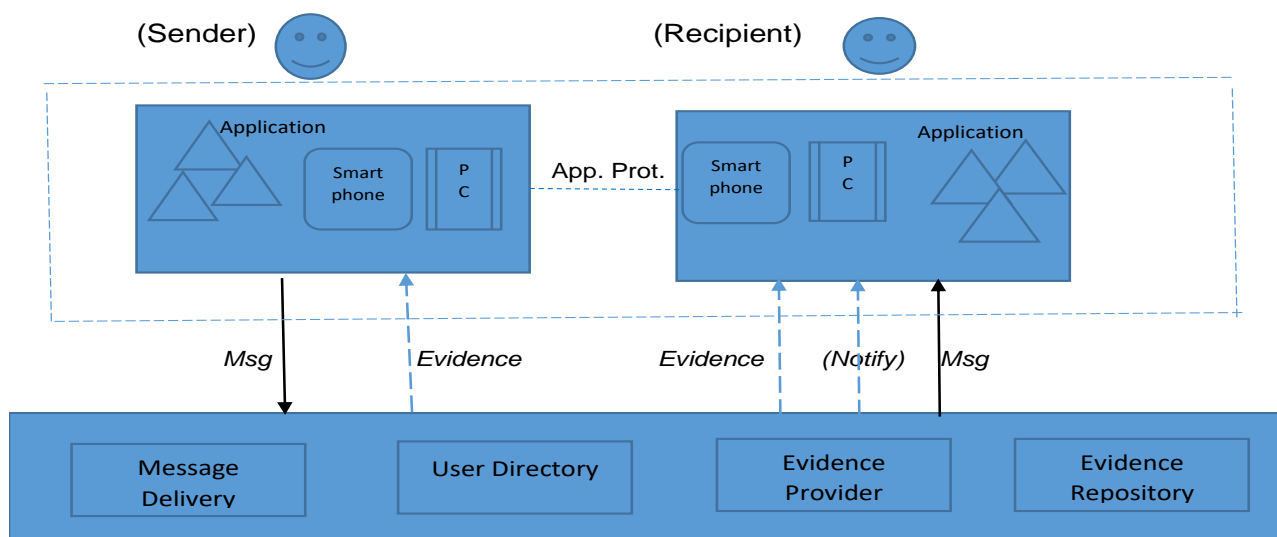 (Sender)
(Recipient)
Application
Smart
phone
P
C
App. Prot.
Smart
phone
P
C
Application
Msg
Evidence
Evidence
(Notify)
Msg
Message
Delivery
User Directory
Evidence
Provider
Evidence
Repository